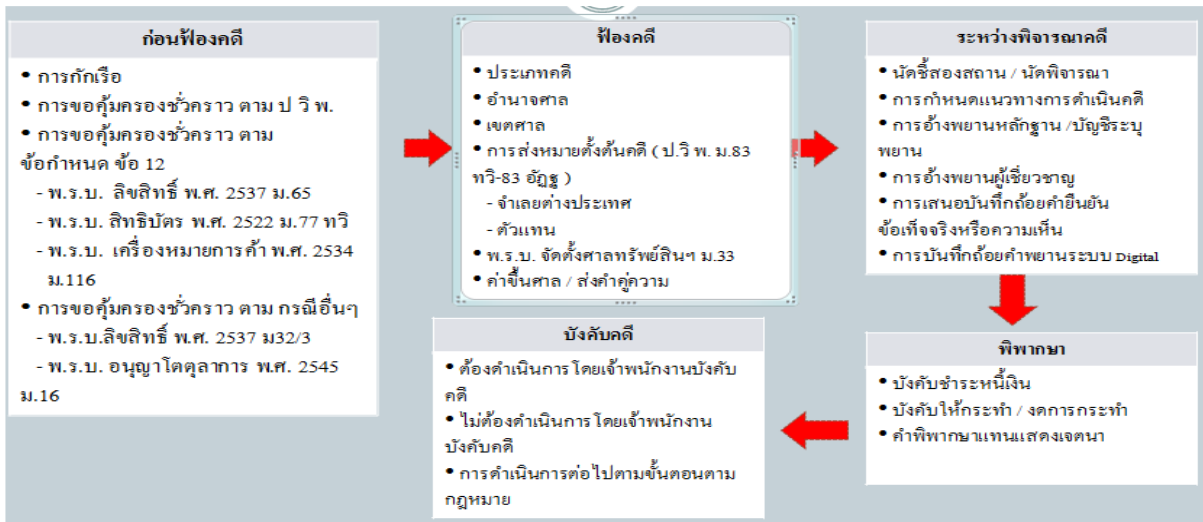 ก่อนฟ้องคดี
• การกักเรือ
• การขอคุ้มครองชั่วคราว ตาม ป วิ พ.
• การขอคุ้มครองชั่วคราว ตาม
ข้อกำหนด ข้อ 12
- พ.ร.บ. ลิขสิทธิ์ พ.ศ. 2537 ม.65
- พ.ร.บ. สิทธิบัตร พ.ศ. 2522 ม.77 ทวิ
- พ.ร.บ. เครื่องหมายการค้า พ.ศ. 2534
ม.116
• การขอคุ้มครองชั่วคราว ตาม กรณีอื่นๆ
- พ.ร.บ.ลิขสิทธิ์ พ.ศ. 2537 ม32/3
- พ.ร.บ. อนุญาโตตุลาการ พ.ศ. 2545
ม.16
ฟ้องคดี
• ประเภทคดี
• อำนาจศาล
• เขตศาล
• การส่งหมายตั้งต้นคดี ( ป.วิ พ. ม.83
ทวิ-83 อัฏฐ )
- จำเลยต่างประเทศ
- ตัวแทน
• พ.ร.บ. จัดตั้งศาลทรัพย์สินฯ ม.33
• ค่าขึ้นศาล / ส่งคำคู่ความ
ระหว่างพิจารณาคดี
• นัดชี้สองสถาน / นัดพิจารณา
• การกำหนดแนวทางการดำเนินคดี
• การอ้างพยานหลักฐาน /บัญชีระบุ
พยาน
• การอ้างพยานผู้เชี่ยวชาญ
• การเสนอบันทึกถ้อยคำยืนยัน
ข้อเท็จจริงหรือความเห็น
• การบันทึกถ้อยคำพยานระบบ Digital
พิพากษา
• บังคับชำระหนี้เงิน
• บังคับให้กระทำ / งดการกระทำ
• คำพิพากษาแทนแสดงเจตนา
บังคับคดี
• ต้องดำเนินการโดยเจ้าพนักงานบังคับ
คดี
• ไม่ต้องดำเนินการโดยเจ้าพนักงาน
บังคับคดี
• การดำเนินการต่อไปตามขั้นตอนตาม
กฎหมาย